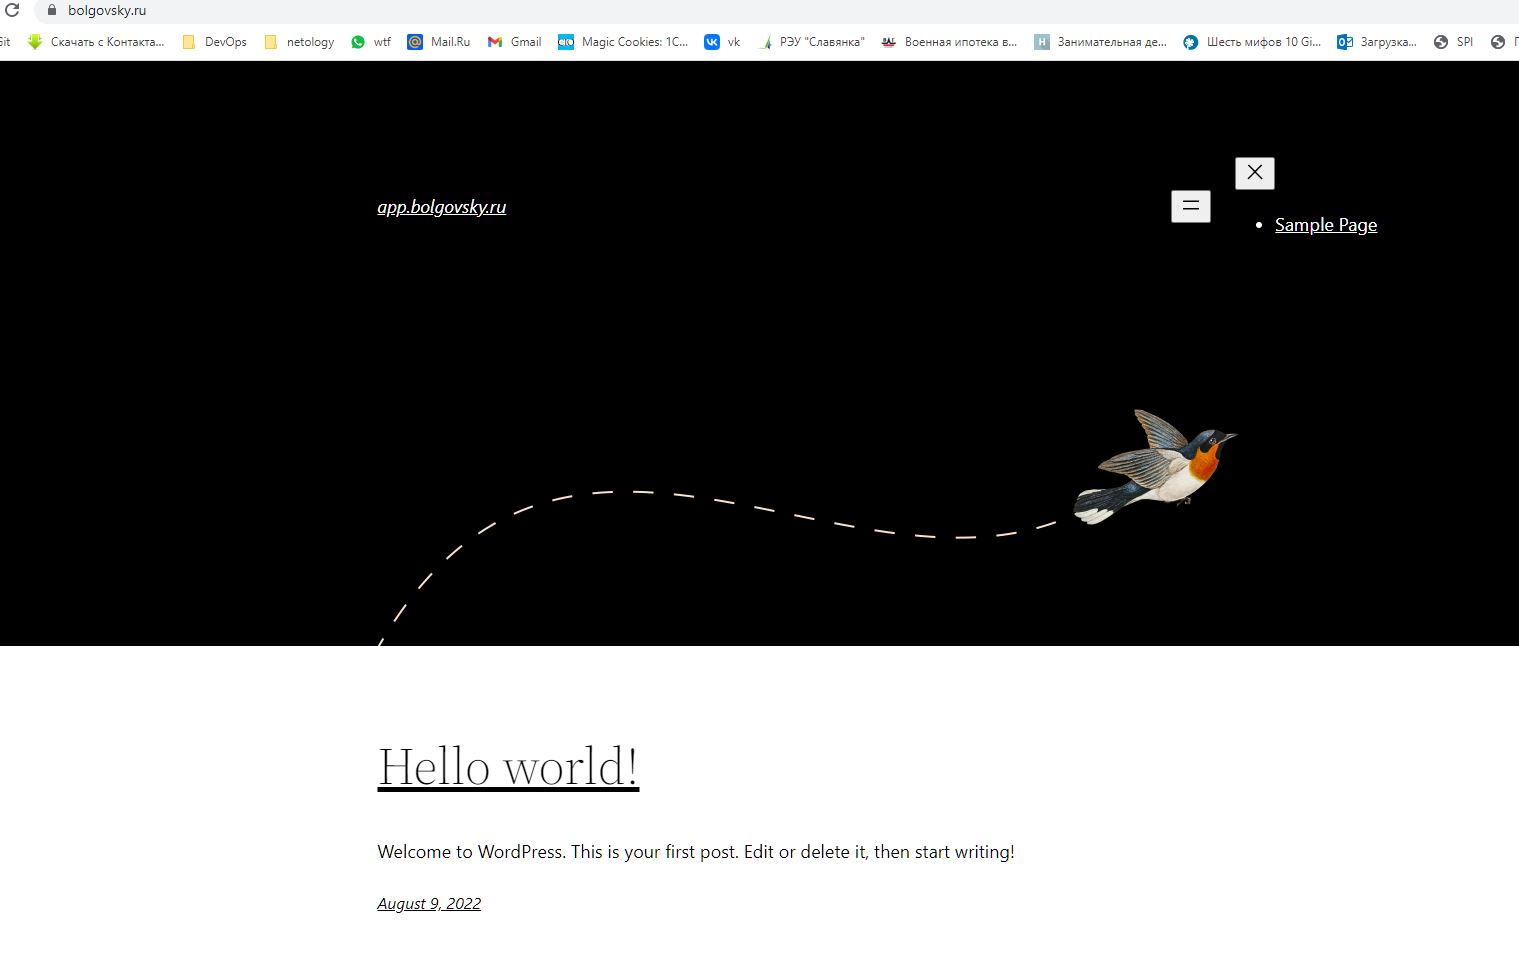 bolgovsky.ru
Git Скачать с Контакта... DevOps netology wtf Mail.Ru Gmail Magic Cookies: 1C... vk РЭУ "Славянка" Военная ипотека в... Занимательная де... Шесть мифов 10 Gi... Загрузка... SPI
app.bolgovsky.ru
Sample Page
Hello world!
Welcome to WordPress. This is your first post. Edit or delete it, then start writing!
August 9, 2022